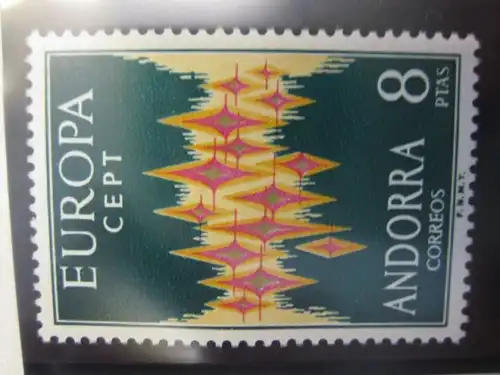 EUROPA
CEPT
8
PTAS
ANDORRA
CORREOS
F.N.M.T.